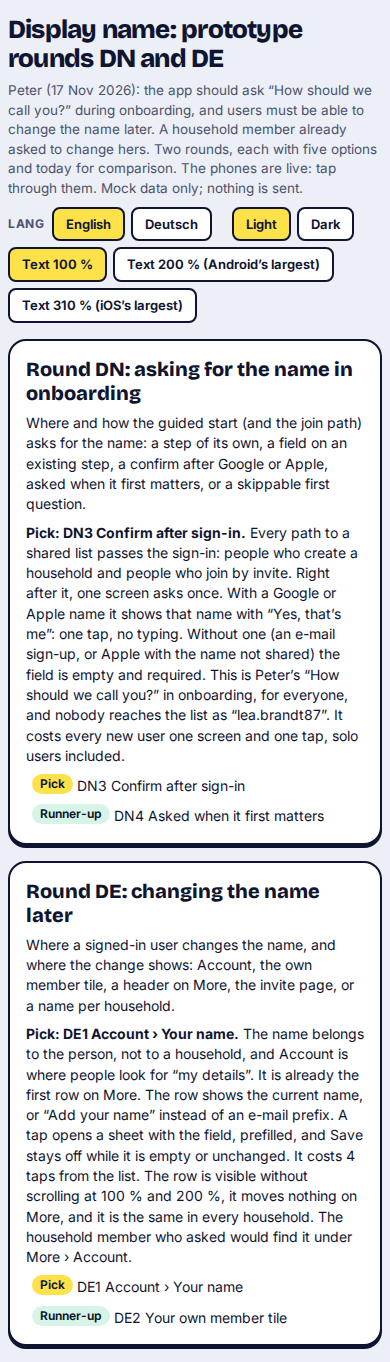 Display name: prototype
rounds DN and DE
Peter (17 Nov 2026): the app should ask “How should we
call you?” during onboarding, and users must be able to
change the name later. A household member already
asked to change hers. Two rounds, each with five options
and today for comparison. The phones are live: tap
through them. Mock data only; nothing is sent.
LANG English Deutsch Light Dark
Text 100 % Text 200 % (Android’s largest)
Text 310 % (iOS’s largest)
Round DN: asking for the name in
onboarding
Where and how the guided start (and the join path)
asks for the name: a step of its own, a field on an
existing step, a confirm after Google or Apple,
asked when it first matters, or a skippable first
question.
Pick: DN3 Confirm after sign-in. Every path to a
shared list passes the sign-in: people who create a
household and people who join by invite. Right
after it, one screen asks once. With a Google or
Apple name it shows that name with “Yes, that’s
me”: one tap, no typing. Without one (an e-mail
sign-up, or Apple with the name not shared) the
field is empty and required. This is Peter’s “How
should we call you?” in onboarding, for everyone,
and nobody reaches the list as “lea.brandt87”. It
costs every new user one screen and one tap, solo
users included.
Pick DN3 Confirm after sign-in
Runner-up DN4 Asked when it first matters
Round DE: changing the name
later
Where a signed-in user changes the name, and
where the change shows: Account, the own
member tile, a header on More, the invite page, or
a name per household.
Pick: DE1 Account › Your name. The name belongs
to the person, not to a household, and Account is
where people look for “my details”. It is already the
first row on More. The row shows the current name,
or “Add your name” instead of an e-mail prefix. A
tap opens a sheet with the field, prefilled, and Save
stays off while it is empty or unchanged. It costs 4
taps from the list. The row is visible without
scrolling at 100 % and 200 %, it moves nothing on
More, and it is the same in every household. The
household member who asked would find it under
More › Account.
Pick DE1 Account › Your name
Runner-up DE2 Your own member tile